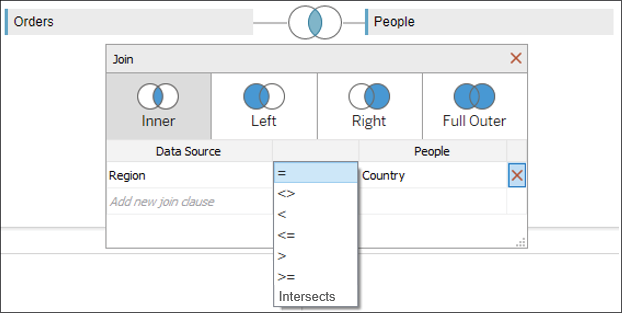 Orders People
Join
Inner Left Right Full Outer
Data Source People
Region = Country
Add new join clause <>
<
<=
>
>=
Intersects